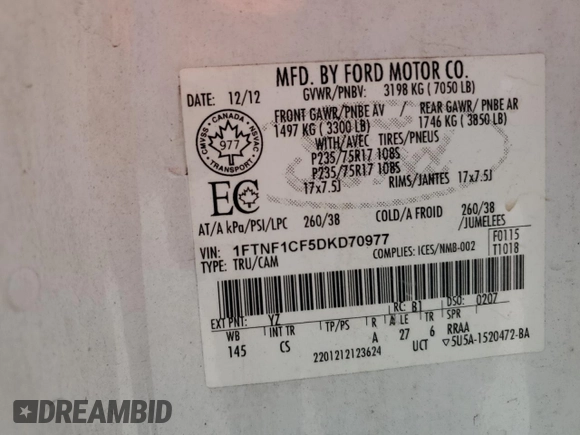 MFD. BY FORD MOTOR CO.
DATE: 12/12
GVWR/PNBV: 3198 KG ( 7050 LB)
FRONT GAWR/PNBE AV
1497 KG ( 3300 LB)
REAR GAWR/PNBE AR
1746 KG ( 3850 LB)
WITH/AVEC TIRES/PNEUS
P235/75R17 108S
P235/75R17 108S
17x7.5J RIMS/JANTES 17x7.5J
CMVSS · CANADA · NSVAC
977
TRANSPORT
EC
AT/A kPa/PSI/LPC 260/38 COLD/A FROID 260/38
/JUMELEES
VIN: 1FTNF1CF5DKD70977
TYPE: TRU/CAM
COMPLIES: ICES/NMB-002
F0115
T1018
EXT PNT: YZ RC: B1 DSO: 0207
WB INT TR TP/PS R A LE TR SPR
145 CS 27 6 RRAA
2201212123624 UCT ▽5U5A-1520472-BA
DREAMBID